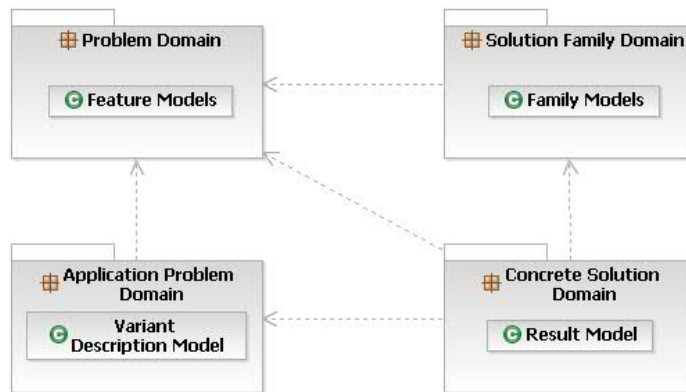 Problem Domain
Feature Models
Solution Family Domain
Family Models
Application Problem
Domain
Variant
Description Model
Concrete Solution
Domain
Result Model